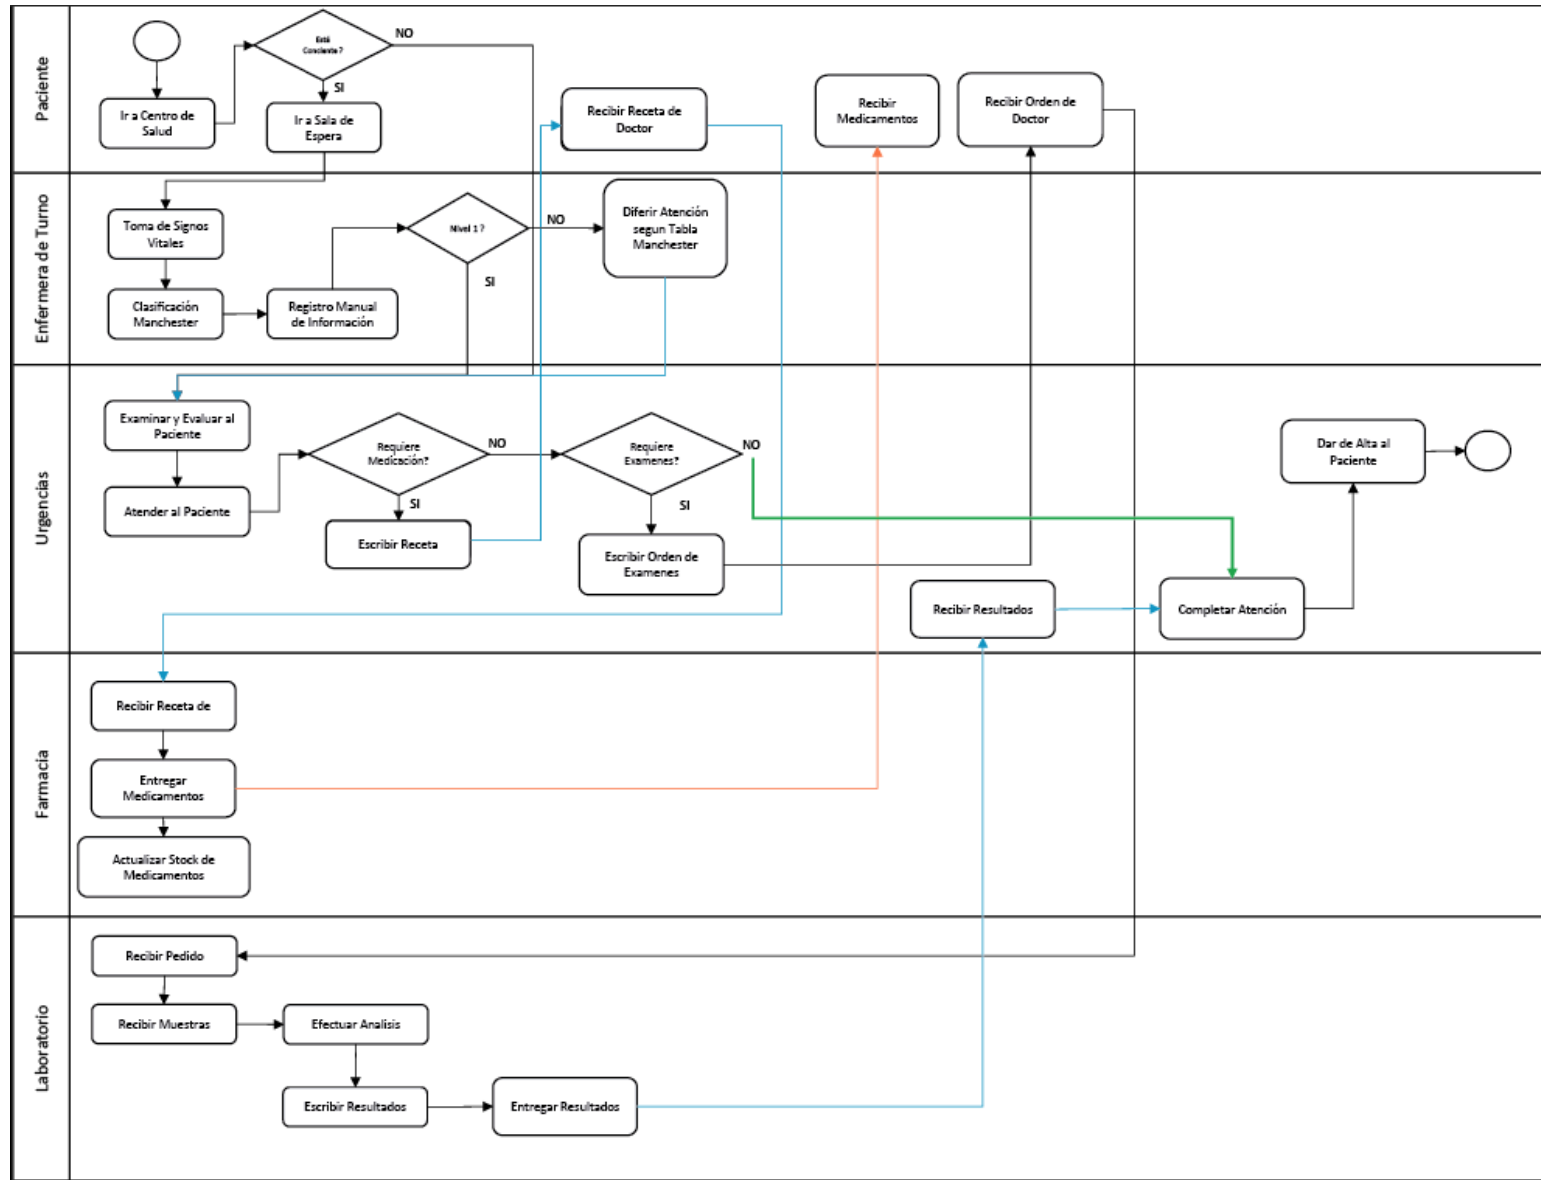 Paciente
Está
Conciente ?
NO
SI
Ir a Centro de
Salud
Ir a Sala de
Espera
Recibir Receta de
Doctor
Recibir
Medicamentos
Recibir Orden de
Doctor
Enfermera de Turno
Toma de Signos
Vitales
Nivel 1 ?
NO
SI
Diferir Atención
segun Tabla
Manchester
Clasificación
Manchester
Registro Manual
de Información
Urgencias
Examinar y Evaluar al
Paciente
Requiere
Medicación?
NO
SI
Requiere
Examenes?
NO
SI
Dar de Alta al
Paciente
Atender al Paciente
Escribir Receta
Escribir Orden de
Examenes
Recibir Resultados
Completar Atención
Farmacia
Recibir Receta de
Entregar
Medicamentos
Actualizar Stock de
Medicamentos
Laboratorio
Recibir Pedido
Recibir Muestras
Efectuar Analisis
Escribir Resultados
Entregar Resultados